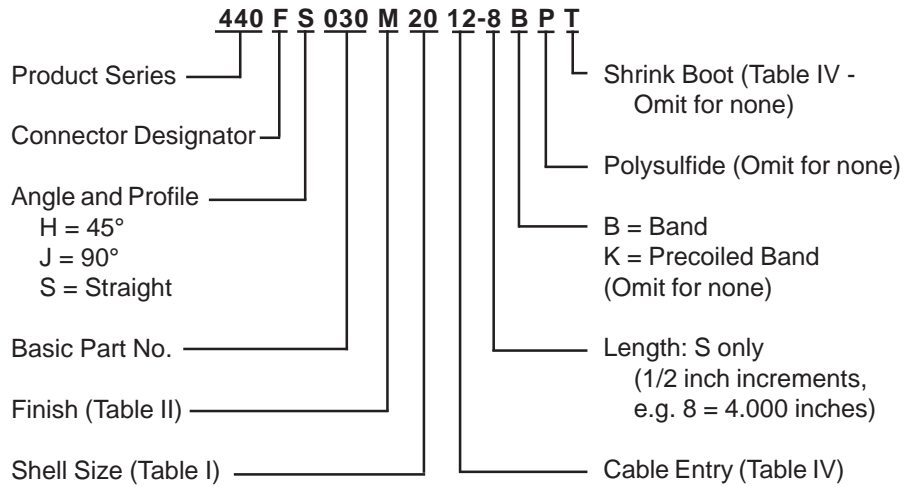 440 F S 030 M 20 12-8 B P T
Product Series
Connector Designator
Angle and Profile
H = 45°
J = 90°
S = Straight
Basic Part No.
Finish (Table II)
Shell Size (Table I)
Shrink Boot (Table IV -
Omit for none)
Polysulfide (Omit for none)
B = Band
K = Precoiled Band
(Omit for none)
Length: S only
(1/2 inch increments,
e.g. 8 = 4.000 inches)
Cable Entry (Table IV)